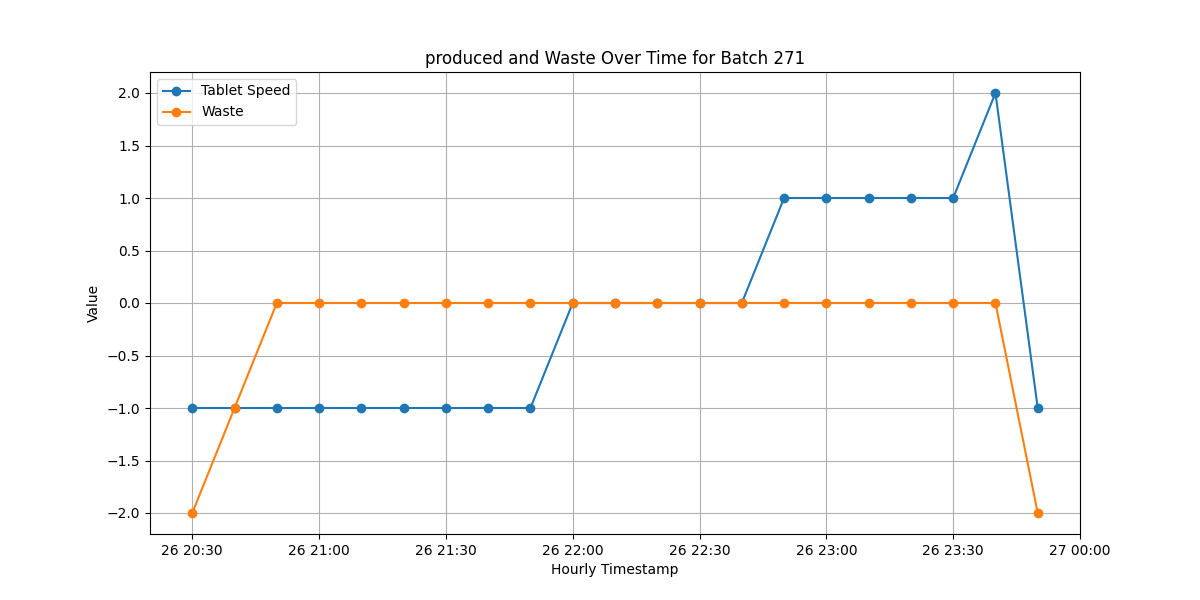 produced and Waste Over Time for Batch 271
Tablet Speed
Waste
2.0
1.5
1.0
0.5
0.0
−0.5
−1.0
−1.5
−2.0
Value
26 20:30 26 21:00 26 21:30 26 22:00 26 22:30 26 23:00 26 23:30 27 00:00
Hourly Timestamp